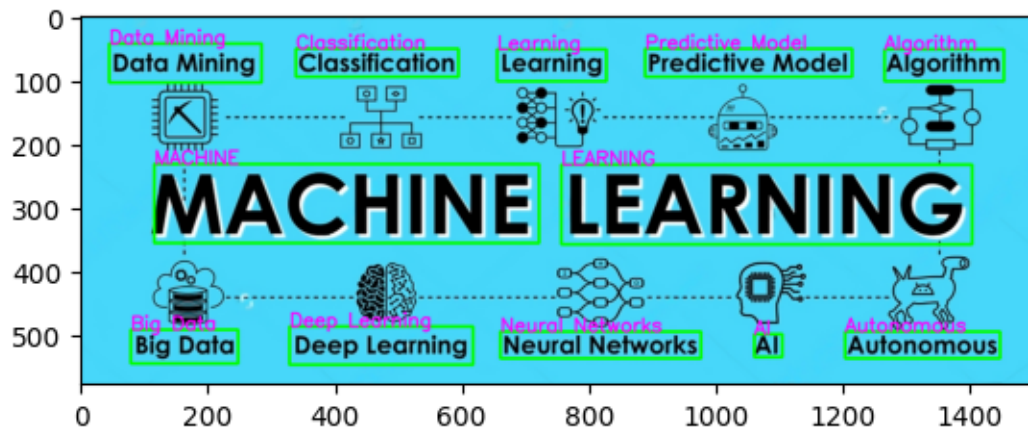 0
Data Mining Classification Learning Predictive Model Algorithm
Data Mining Classification Learning Predictive Model Algorithm
100
200
MACHINE LEARNING
MACHINE LEARNING
300
400
Big Data Deep Learning Neural Networks AI Autonomous
Big Data Deep Learning Neural Networks AI Autonomous
500
0 200 400 600 800 1000 1200 1400